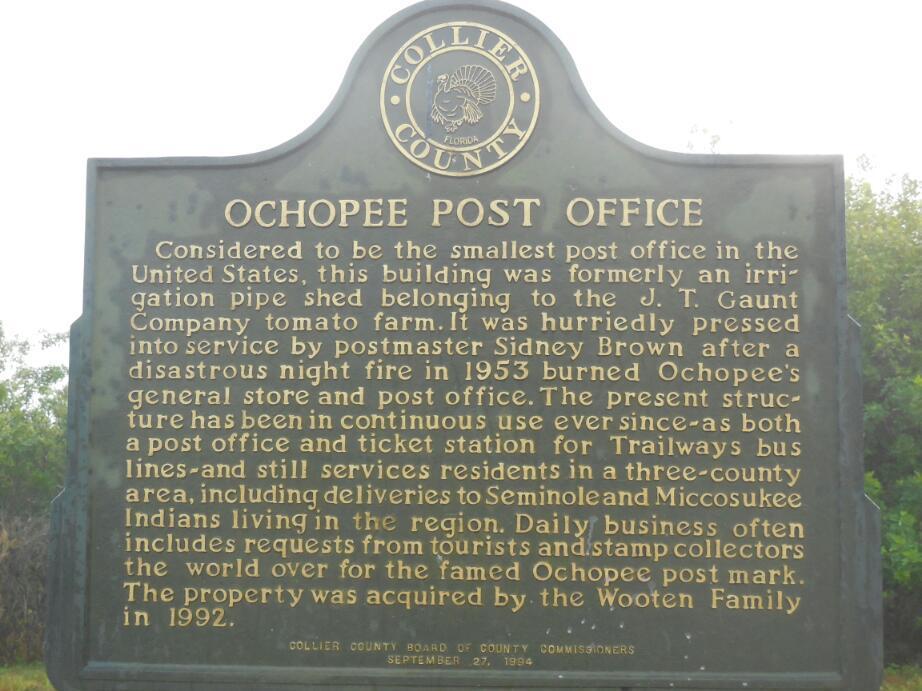 COLLIER
FLORIDA
COUNTY
OCHOPEE POST OFFICE
Considered to be the smallest post office in the
United States, this building was formerly an irri-
gation pipe shed belonging to the J. T. Gaunt
Company tomato farm. It was hurriedly pressed
into service by postmaster Sidney Brown after a
disastrous night fire in 1953 burned Ochopee's
general store and post office. The present struc-
ture has been in continuous use ever since-as both
a post office and ticket station for Trailways bus
lines-and still services residents in a three-county
area, including deliveries to Seminole and Miccosukee
Indians living in the region. Daily business often
includes requests from tourists and stamp collectors
the world over for the famed Ochopee post mark.
The property was acquired by the Wooten Family
in 1992.
COLLIER COUNTY BOARD OF COUNTY COMMISSIONERS
SEPTEMBER 27, 1994